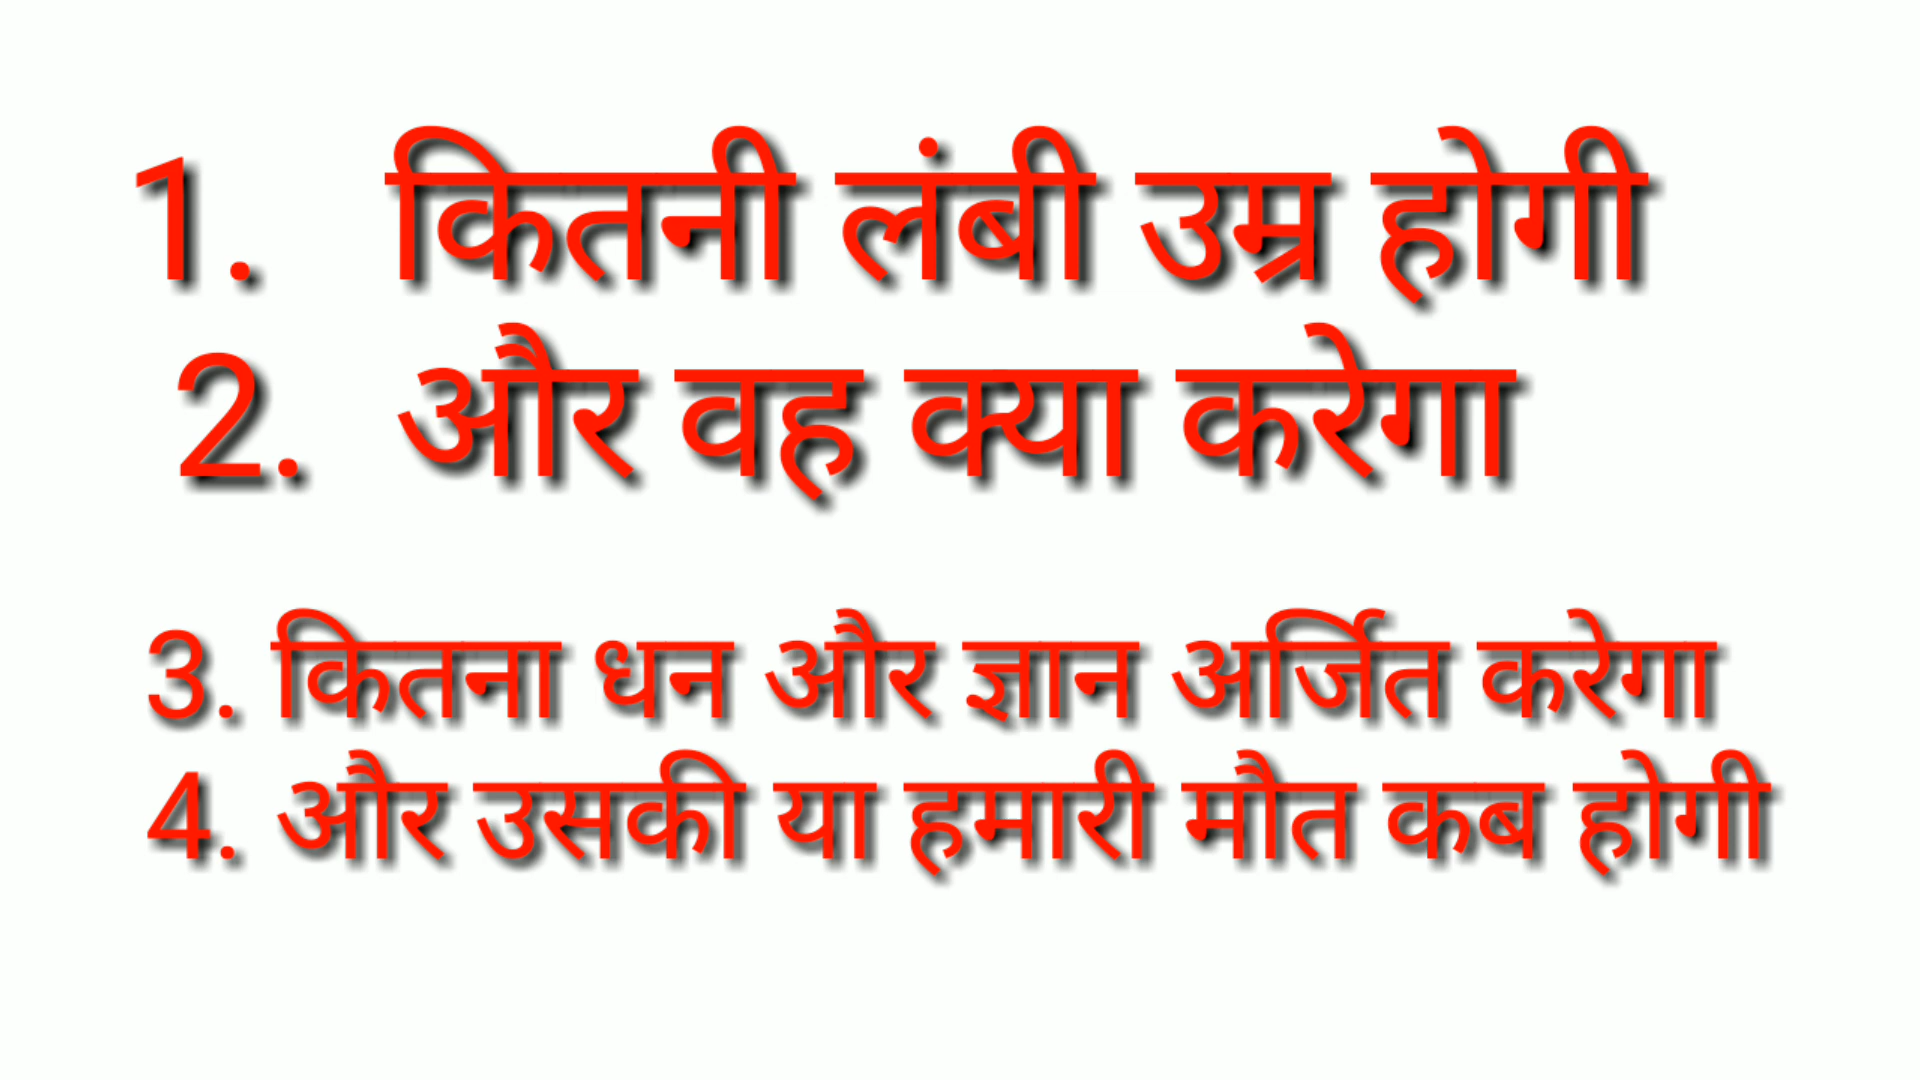 1. कितनी लंबी उम्र होगी
2. और वह क्या करेगा
3. कितना धन और ज्ञान अर्जित करेगा
4. और उसकी या हमारी मौत कब होगी